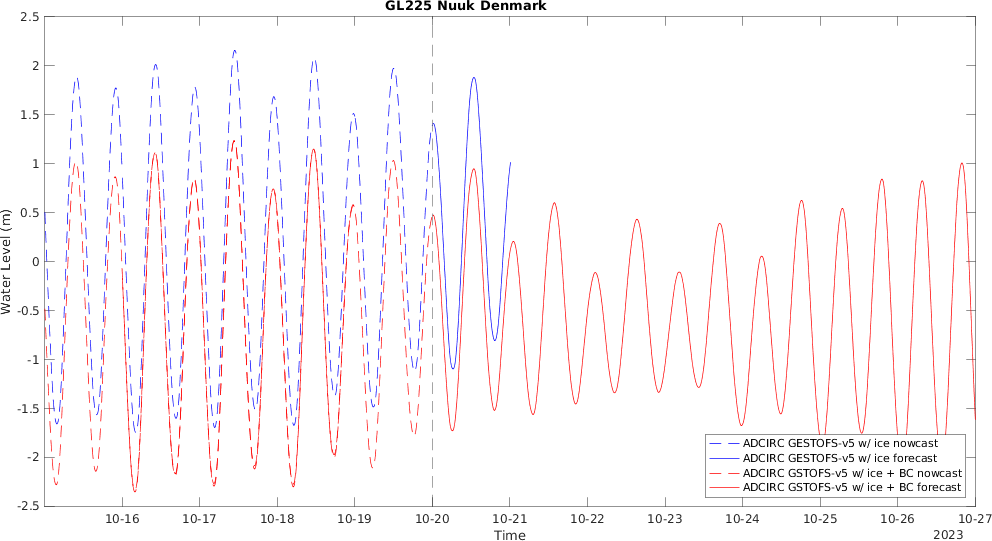 GL225 Nuuk Denmark
2.5
2
1.5
1
0.5
0
-0.5
-1
-1.5
-2
-2.5
Water Level (m)
ADCIRC GESTOFS-v5 w/ ice nowcast
ADCIRC GESTOFS-v5 w/ ice forecast
ADCIRC GSTOFS-v5 w/ ice + BC nowcast
ADCIRC GSTOFS-v5 w/ ice + BC forecast
10-16 10-17 10-18 10-19 10-20 10-21 10-22 10-23 10-24 10-25 10-26 10-27
Time
2023